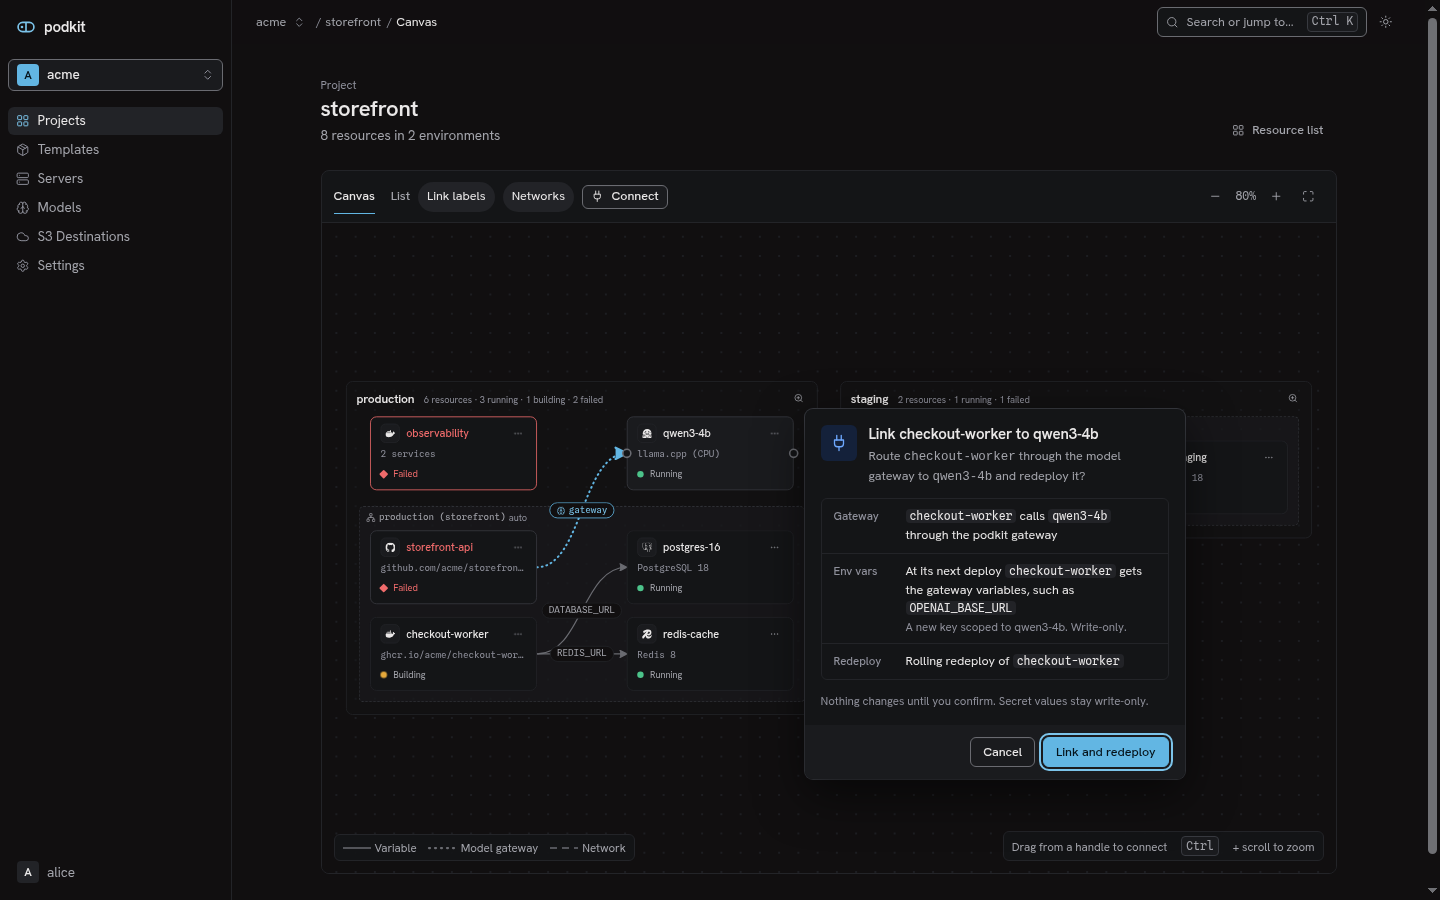 podkit
acme / storefront / Canvas
Search or jump to... Ctrl K
A acme
Projects
Templates
Servers
Models
S3 Destinations
Settings
Project
storefront
8 resources in 2 environments
Resource list
Canvas List Link labels Networks Connect
80%
production 6 resources · 3 running · 1 building · 2 failed
staging 2 resources · 1 running · 1 failed
observability
2 services
Failed
qwen3-4b
llama.cpp (CPU)
Running
gateway
production (storefront) auto
storefront-api
github.com/acme/storefron…
Failed
postgres-16
PostgreSQL 18
Running
DATABASE_URL
checkout-worker
ghcr.io/acme/checkout-wor…
Building
REDIS_URL
redis-cache
Redis 8
Running
ging
18
Link checkout-worker to qwen3-4b
Route checkout-worker through the model
gateway to qwen3-4b and redeploy it?
Gateway checkout-worker calls qwen3-4b
through the podkit gateway
Env vars At its next deploy checkout-worker gets
the gateway variables, such as
OPENAI_BASE_URL
A new key scoped to qwen3-4b. Write-only.
Redeploy Rolling redeploy of checkout-worker
Nothing changes until you confirm. Secret values stay write-only.
Cancel Link and redeploy
Variable Model gateway Network
Drag from a handle to connect Ctrl + scroll to zoom
A alice